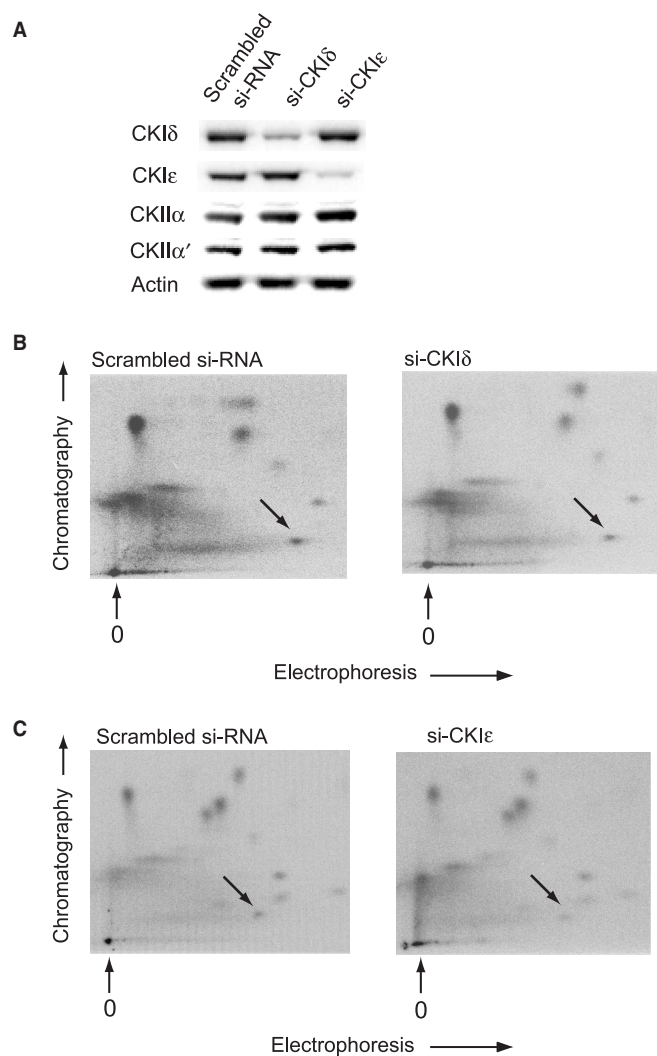 A
Scrambled
si-RNA
si-CKIδ
si-CKIε
CKIδ
CKIε
CKIIα
CKIIα′
Actin
B
Scrambled si-RNA
si-CKIδ
Chromatography
0
0
Electrophoresis
C
Scrambled si-RNA
si-CKIε
Chromatography
0
0
Electrophoresis